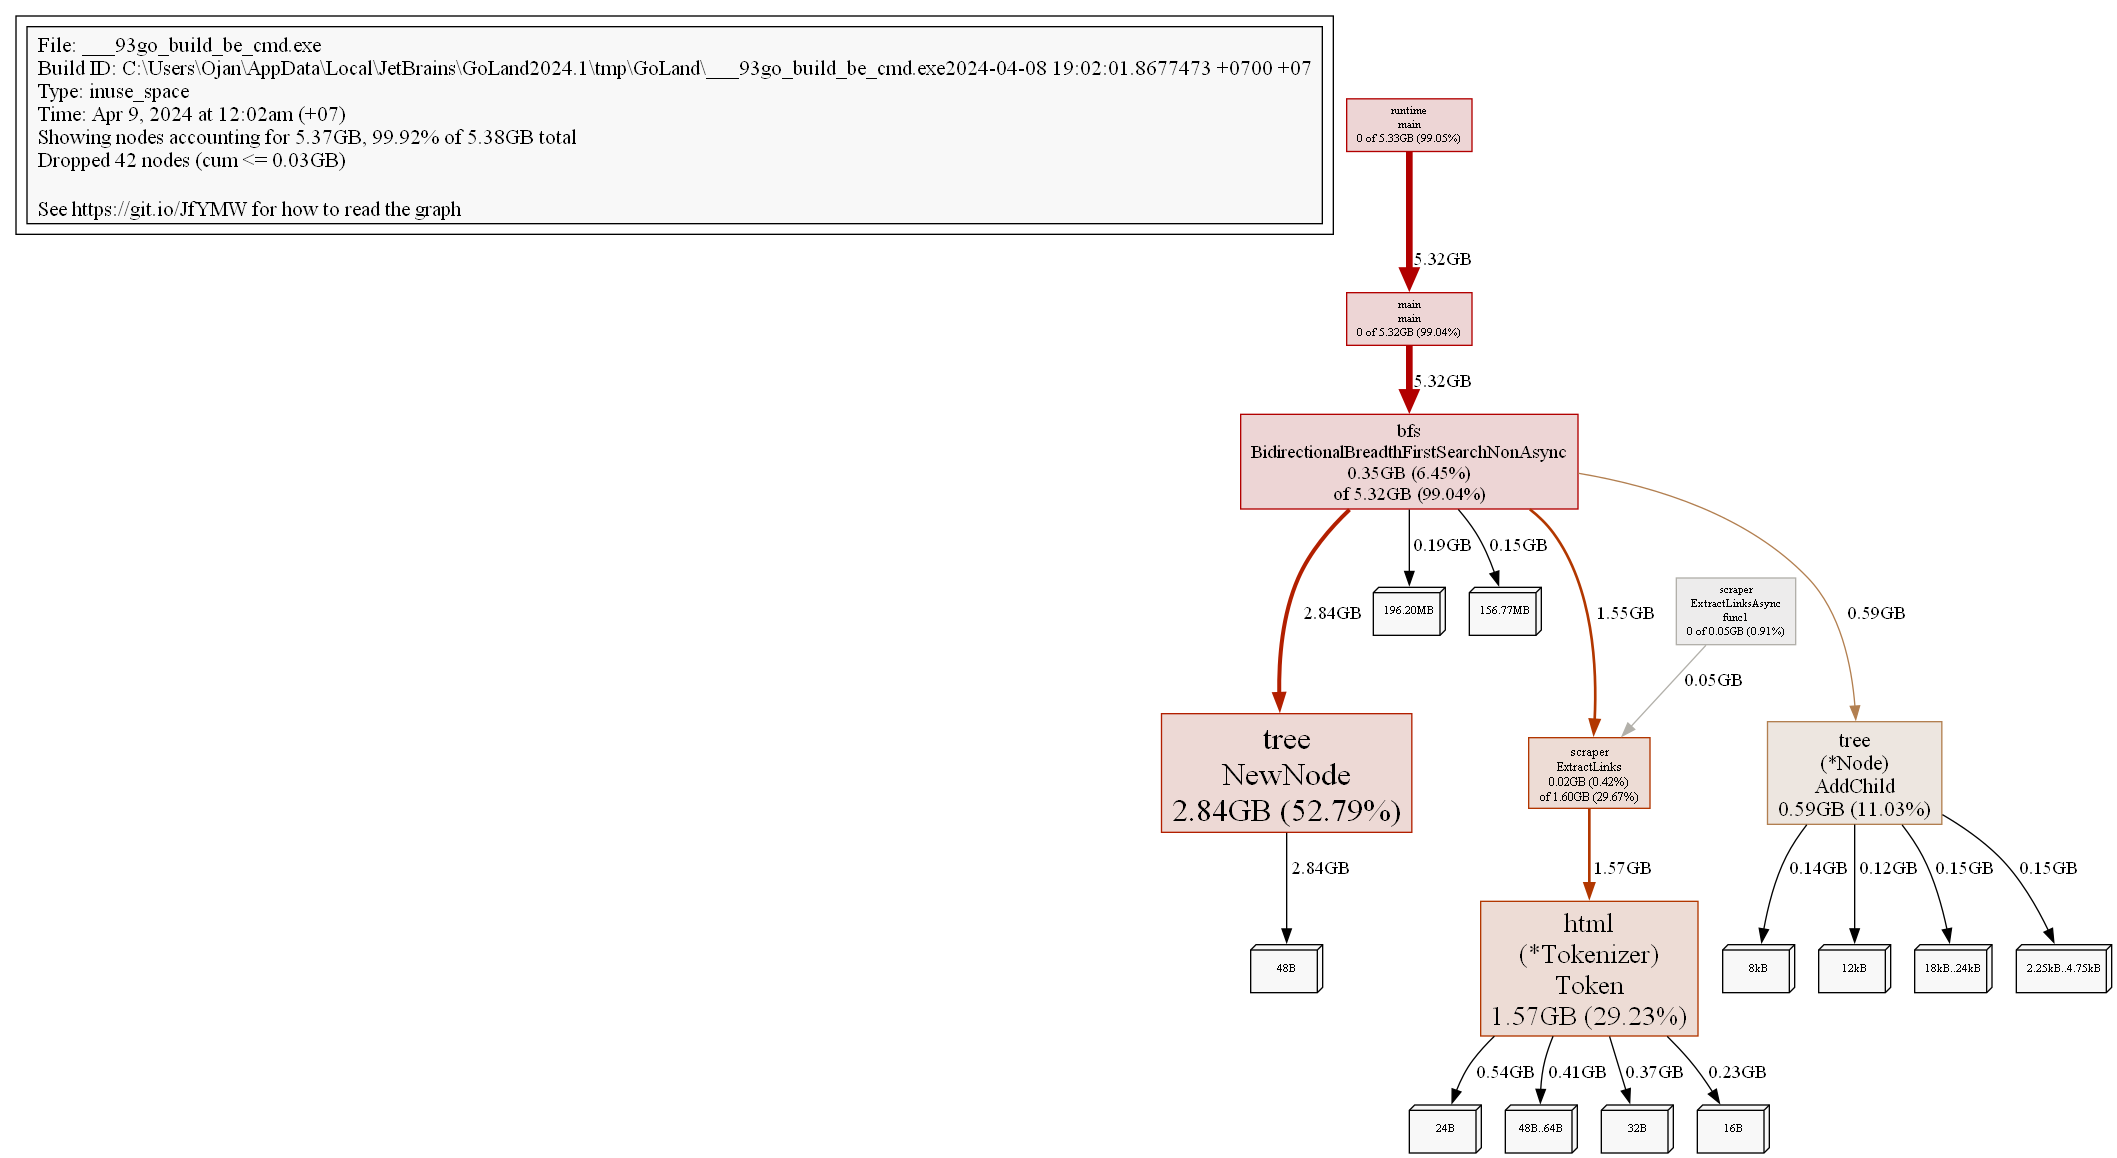 File: ___93go_build_be_cmd.exe
Build ID: C:\Users\Ojan\AppData\Local\JetBrains\GoLand2024.1\tmp\GoLand\___93go_build_be_cmd.exe2024-04-08 19:02:01.8677473 +0700 +07
Type: inuse_space
Time: Apr 9, 2024 at 12:02am (+07)
Showing nodes accounting for 5.37GB, 99.92% of 5.38GB total
Dropped 42 nodes (cum <= 0.03GB)
See https://git.io/JfYMW for how to read the graph
runtime
main
0 of 5.33GB (99.05%)
5.32GB
main
main
0 of 5.32GB (99.04%)
5.32GB
bfs
BidirectionalBreadthFirstSearchNonAsync
0.35GB (6.45%)
of 5.32GB (99.04%)
2.84GB
0.19GB
0.15GB
1.55GB
0.59GB
196.20MB
156.77MB
scraper
ExtractLinksAsync
func1
0 of 0.05GB (0.91%)
0.05GB
tree
NewNode
2.84GB (52.79%)
scraper
ExtractLinks
0.02GB (0.42%)
of 1.60GB (29.67%)
tree
(*Node)
AddChild
0.59GB (11.03%)
2.84GB
1.57GB
0.14GB
0.12GB
0.15GB
0.15GB
48B
html
(*Tokenizer)
Token
1.57GB (29.23%)
8kB
12kB
18kB..24kB
2.25kB..4.75kB
0.54GB
0.41GB
0.37GB
0.23GB
24B
48B..64B
32B
16B